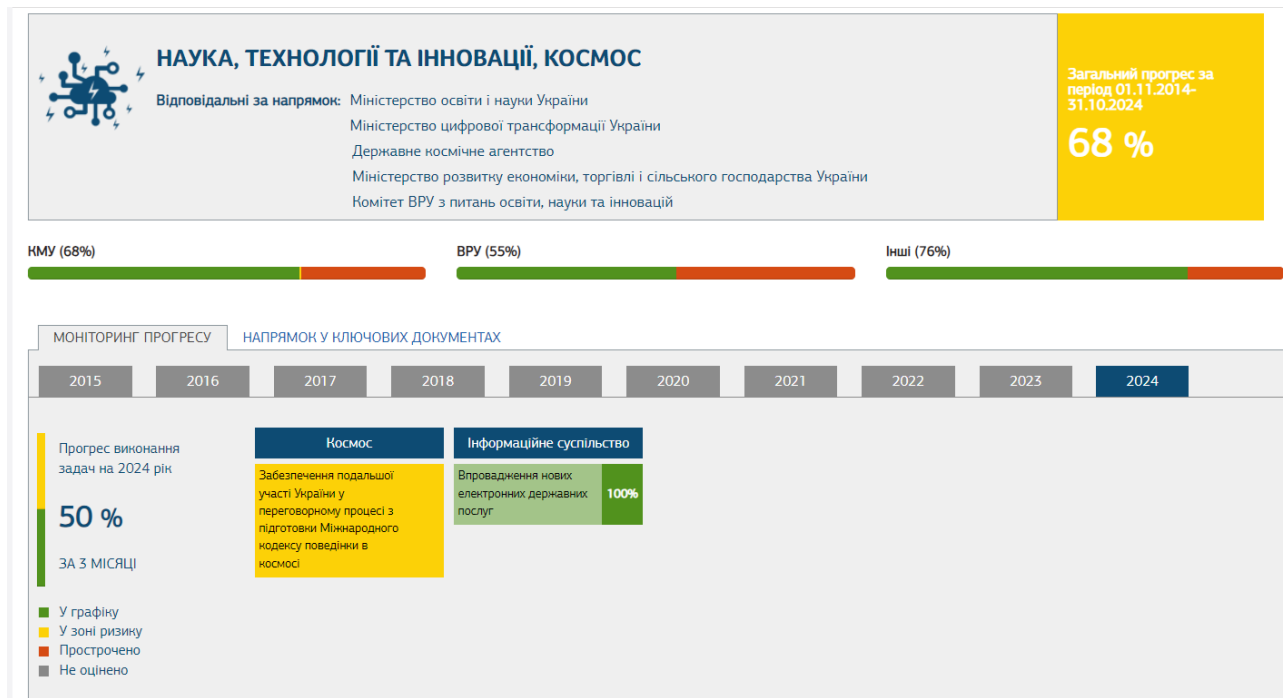 НАУКА, ТЕХНОЛОГІЇ ТА ІННОВАЦІЇ, КОСМОС
Відповідальні за напрямок: Міністерство освіти і науки України
Міністерство цифрової трансформації України
Державне космічне агентство
Міністерство розвитку економіки, торгівлі і сільського господарства України
Комітет ВРУ з питань освіти, науки та інновацій
Загальний прогрес за
період 01.11.2014-
31.10.2024
68 %
КМУ (68%)
ВРУ (55%)
Інші (76%)
МОНІТОРИНГ ПРОГРЕСУ
НАПРЯМОК У КЛЮЧОВИХ ДОКУМЕНТАХ
2015
2016
2017
2018
2019
2020
2021
2022
2023
2024
Прогрес виконання
задач на 2024 рік
50 %
ЗА 3 МІСЯЦІ
У графіку
У зоні ризику
Прострочено
Не оцінено
Космос
Забезпечення подальшої
участі України у
переговорному процесі з
підготовки Міжнародного
кодексу поведінки в
космосі
Інформаційне суспільство
Впровадження нових
електронних державних
послуг
100%